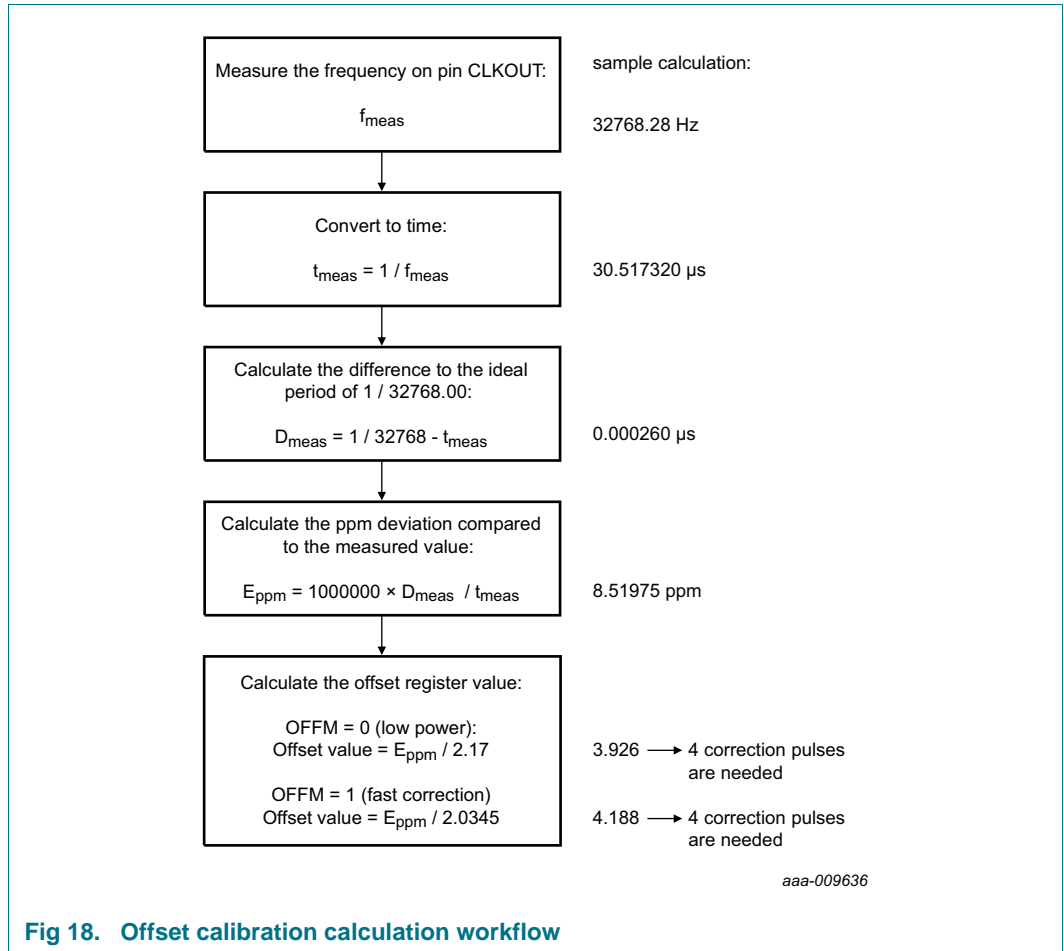 Measure the frequency on pin CLKOUT:
fmeas
sample calculation:
32768.28 Hz
Convert to time:
tmeas = 1 / fmeas
30.517320 μs
Calculate the difference to the ideal
period of 1 / 32768.00:
Dmeas = 1 / 32768 - tmeas
0.000260 μs
Calculate the ppm deviation compared
to the measured value:
Eppm = 1000000 × Dmeas / tmeas
8.51975 ppm
Calculate the offset register value:
OFFM = 0 (low power):
Offset value = Eppm / 2.17
3.926 → 4 correction pulses
are needed
OFFM = 1 (fast correction)
Offset value = Eppm / 2.0345
4.188 → 4 correction pulses
are needed
aaa-009636
Fig 18. Offset calibration calculation workflow